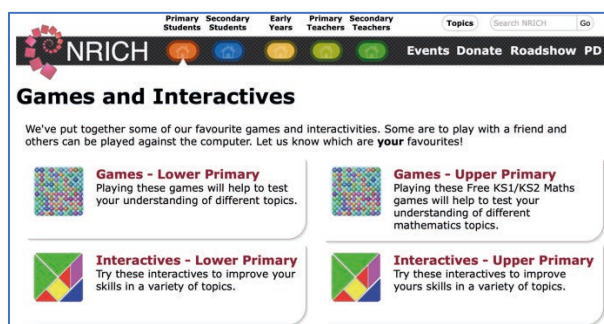 Primary Students
Secondary Students
Early Years
Primary Teachers
Secondary Teachers
Topics
Search NRICH
Go
NRICH
Events Donate Roadshow PD
Games and Interactives
We've put together some of our favourite games and interactivities. Some are to play with a friend and
others can be played against the computer. Let us know which are your favourites!
Games - Lower Primary
Playing these games will help to test
your understanding of different topics.
Games - Upper Primary
Playing these Free KS1/KS2 Maths
games will help to test your
understanding of different
mathematics topics.
Interactives - Lower Primary
Try these interactives to improve your
skills in a variety of topics.
Interactives - Upper Primary
Try these interactives to improve
yours skills in a variety of topics.